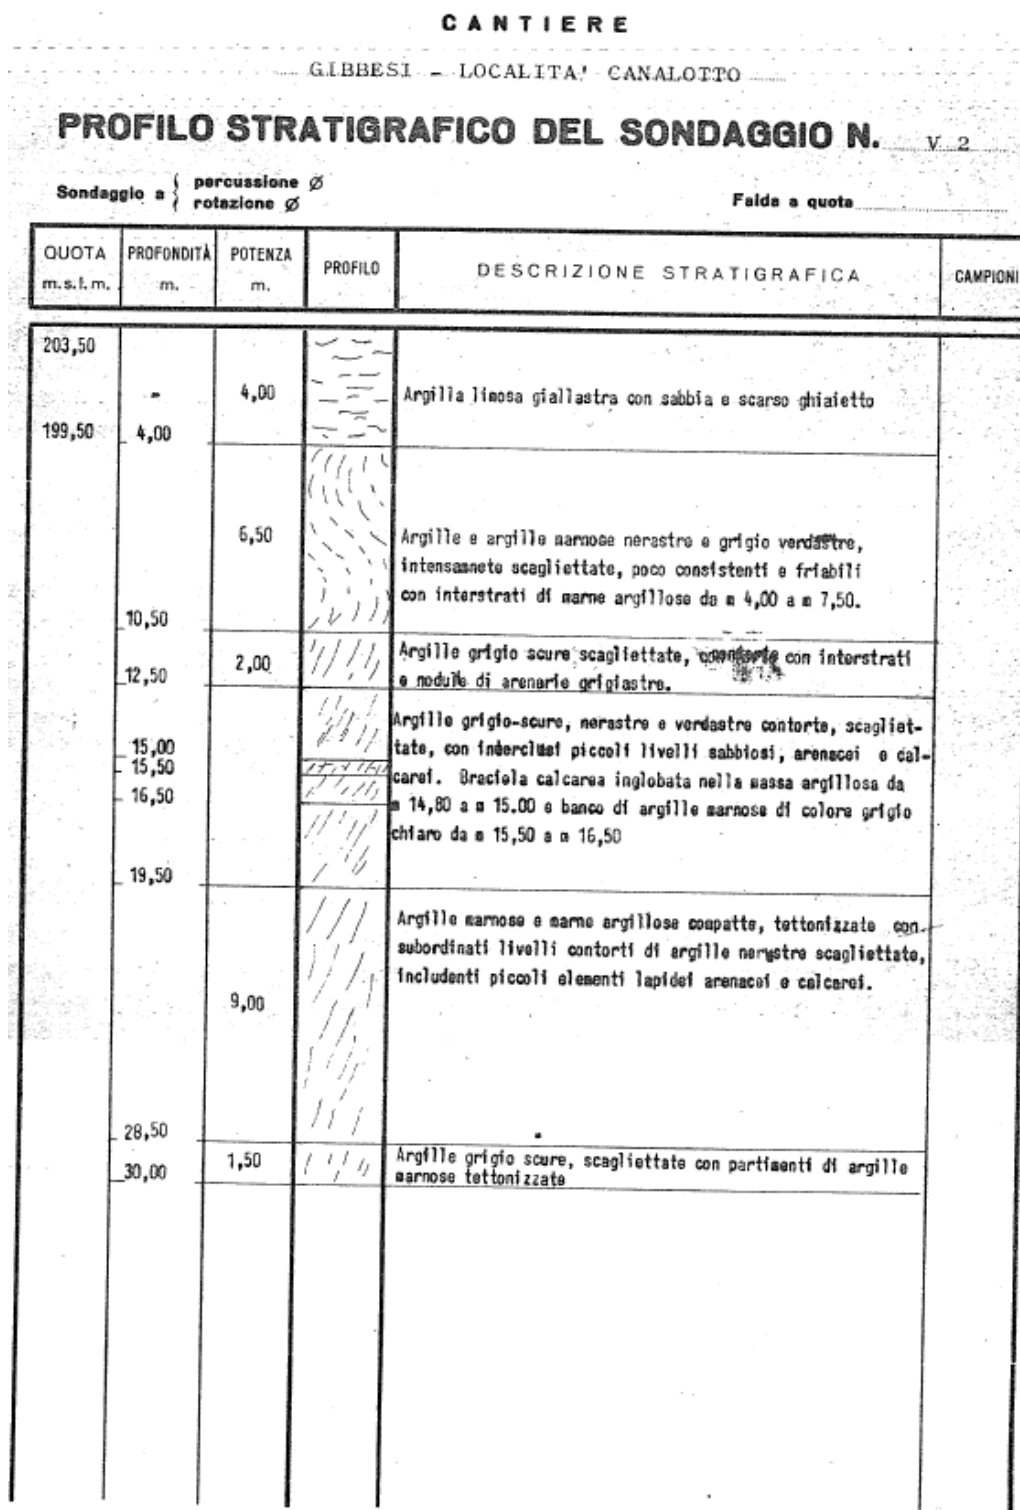 CANTIERE
GIBBESI - LOCALITA' CANALOTTO
PROFILO STRATIGRAFICO DEL SONDAGGIO N. V 2
Sondaggio a { percussione Ø
rotazione Ø
Falda a quota
QUOTA m.s.l.m.
PROFONDITÀ m.
POTENZA m.
PROFILO
DESCRIZIONE STRATIGRAFICA
CAMPIONI
203,50
4,00
Argilla limosa giallastra con sabbia e scarso ghiaietto
199,50
4,00
6,50
Argille e argille marnose nerastre e grigio verdastre,
intensamnete scagliettate, poco consistenti e friabili
con interstrati di marne argillose da m 4,00 a m 7,50.
10,50
2,00
Argille grigio scure scagliettate, contorte con interstrati
e noduli di arenarie grigiastre.
12,50
Argille grigio-scure, nerastre e verdastre contorte, scagliet-
tate, con inderclusi piccoli livelli sabbiosi, arenacei e cal-
carei. Braciola calcarea inglobata nella massa argillosa da
m 14,80 a m 15.00 e banco di argille marnose di colore grigio
chiaro da m 15,50 a m 16,50
15,00
15,50
16,50
19,50
9,00
Argille marnose e marne argillose compatte, tettonizzate con
subordinati livelli contorti di argille nerastre scagliettate,
includenti piccoli elementi lapidei arenacei e calcarei.
28,50
1,50
Argille grigio scure, scagliettate con partimenti di argille
marnose tettonizzate
30,00